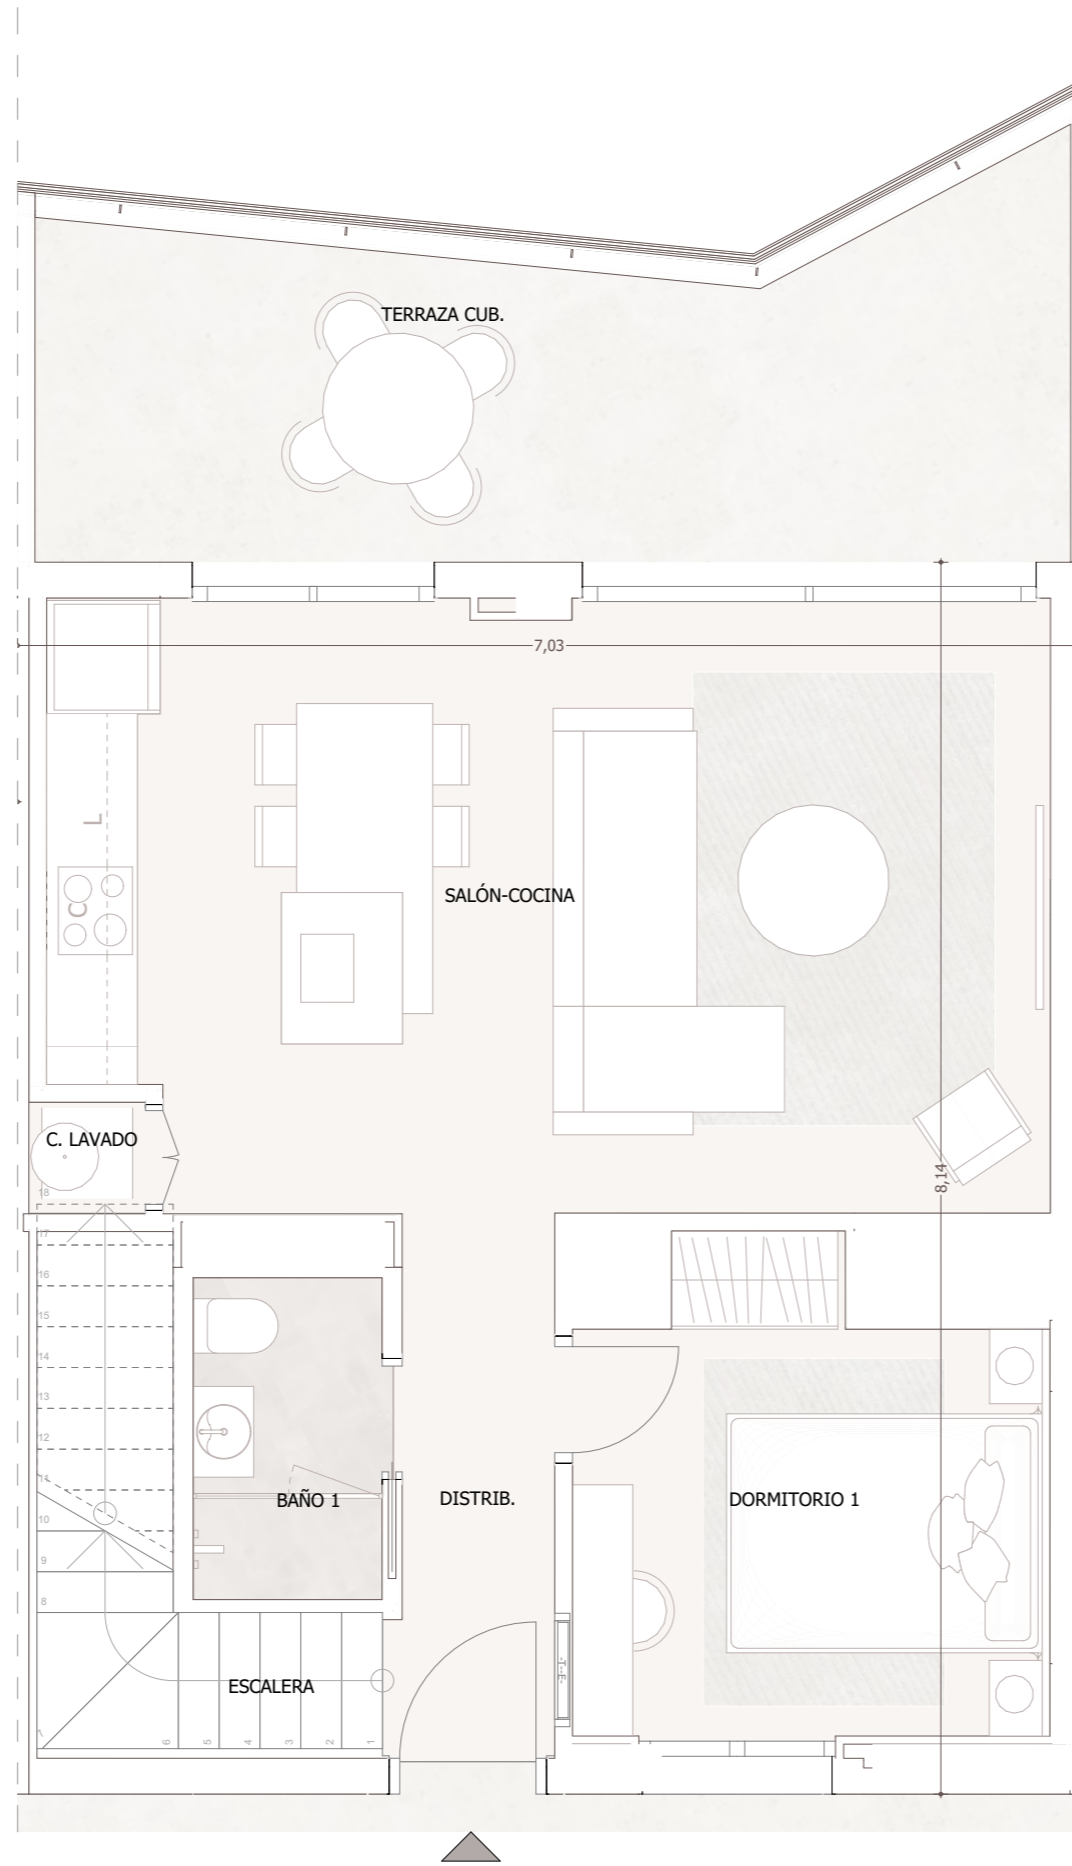 TERRAZA CUB.
7,03
L
SALÓN-COCINA
C
C. LAVADO
8,14
18
17
16
15
14
13
12
11
10
9
8
BAÑO 1
DISTRIB.
DORMITORIO 1
T-E
ESCALERA
7
6
5
4
3
2
1